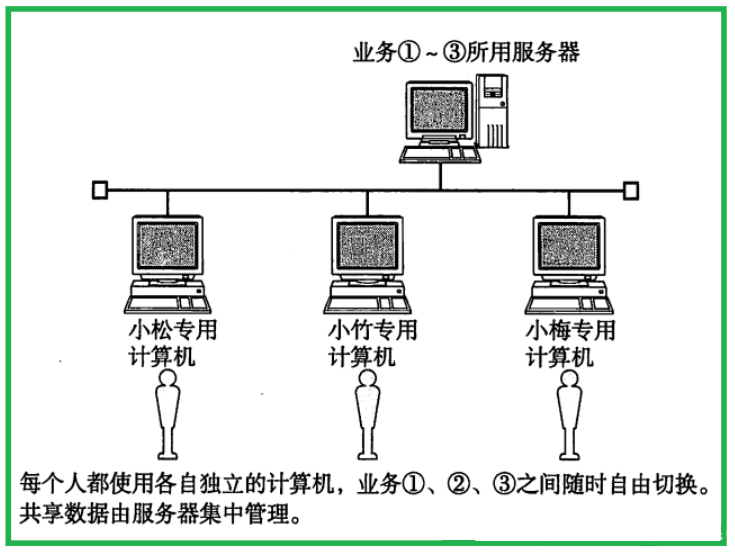 业务①~③所用服务器
小松专用 小竹专用 小梅专用
计算机 计算机 计算机
每个人都使用各自独立的计算机，业务①、②、③之间随时自由切换。
共享数据由服务器集中管理。